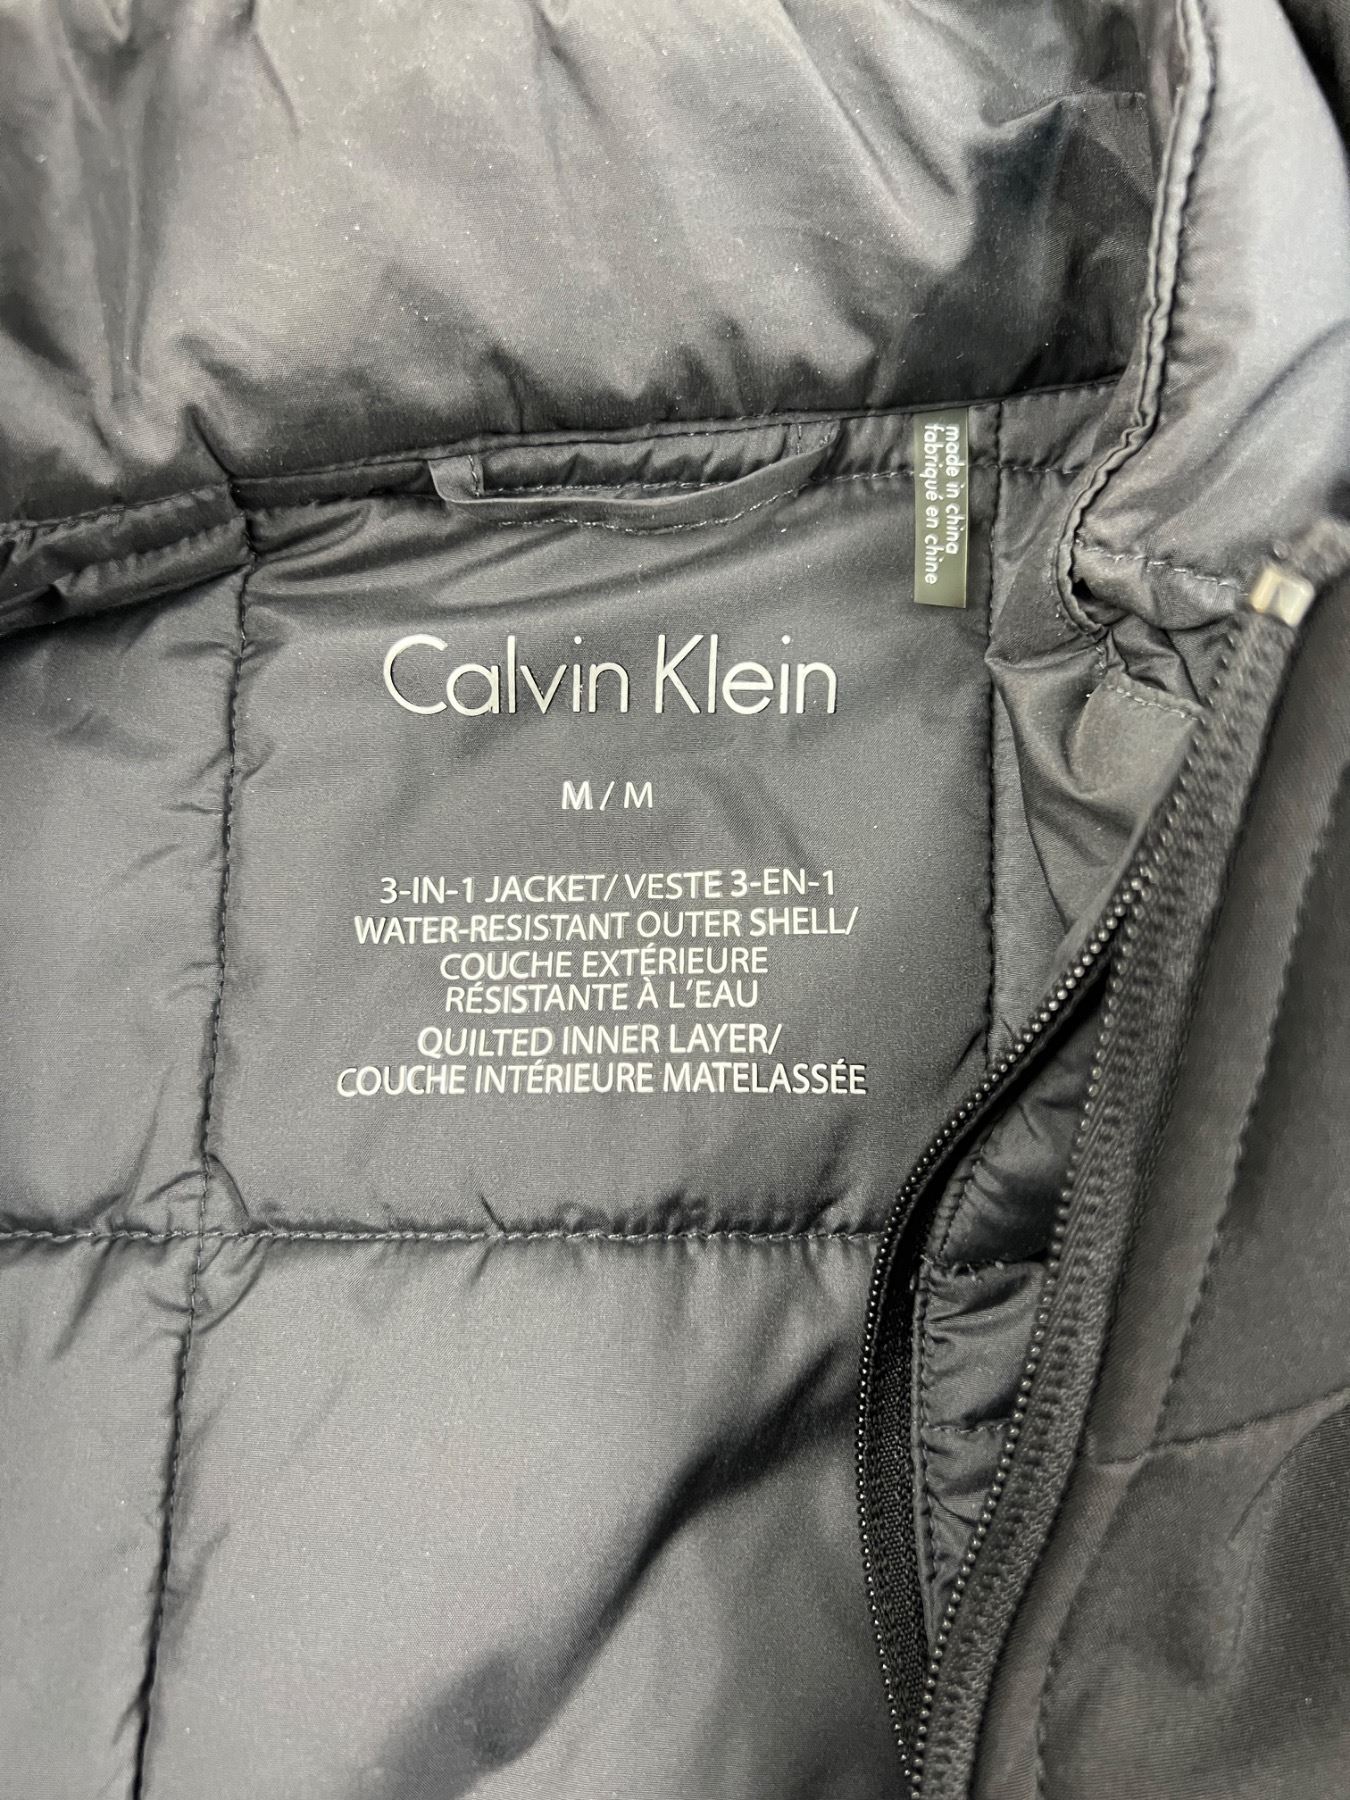 made in china
fabriqué en chine
Calvin Klein
M / M
3-IN-1 JACKET/ VESTE 3-EN-1
WATER-RESISTANT OUTER SHELL/
COUCHE EXTÉRIEURE
RÉSISTANTE À L'EAU
QUILTED INNER LAYER/
COUCHE INTÉRIEURE MATELASSÉE